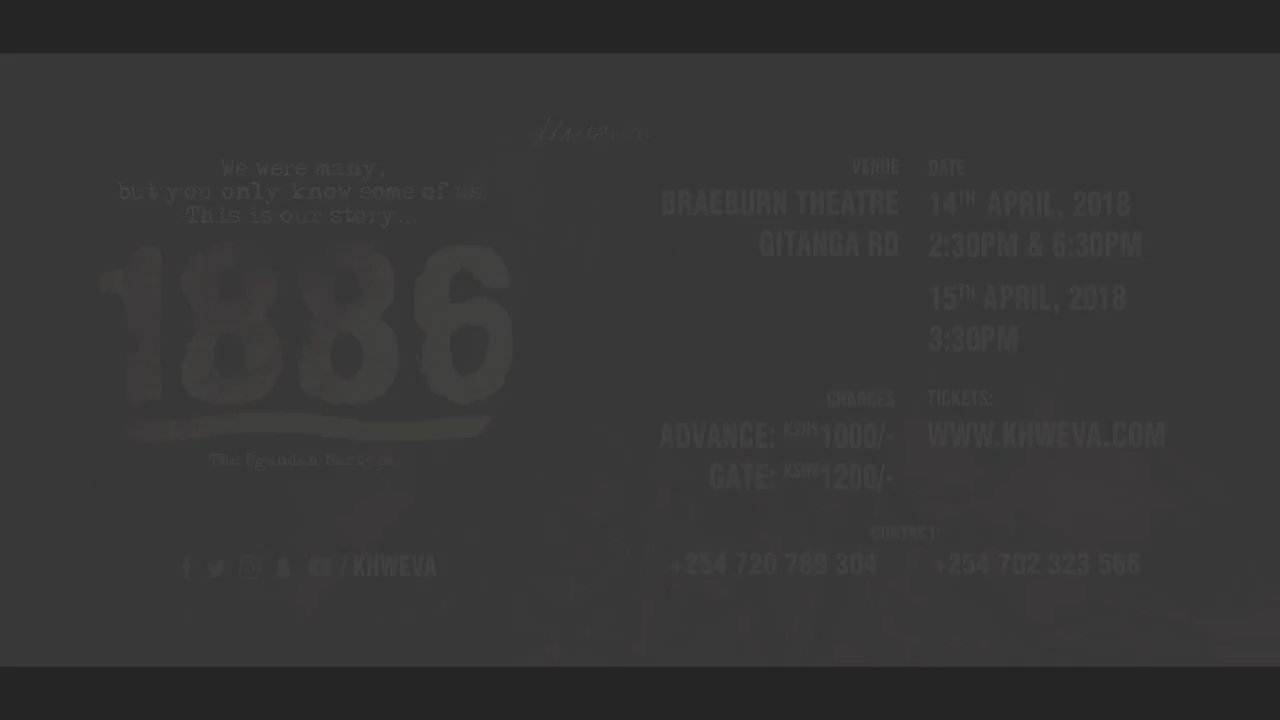 We were many,
but you only know some of us
This is our story...
1886
The Ugandan Martyrs
/ KHWEVA
VENUE
BRAEBURN THEATRE
GITANGA RD
DATE
14TH APRIL, 2018
2:30PM & 6:30PM
15TH APRIL, 2018
3:30PM
CHARGES
ADVANCE: KSHS1000/-
GATE: KSHS1200/-
TICKETS:
WWW.KHWEVA.COM
CONTACT
+254 720 789 304
+254 702 323 566